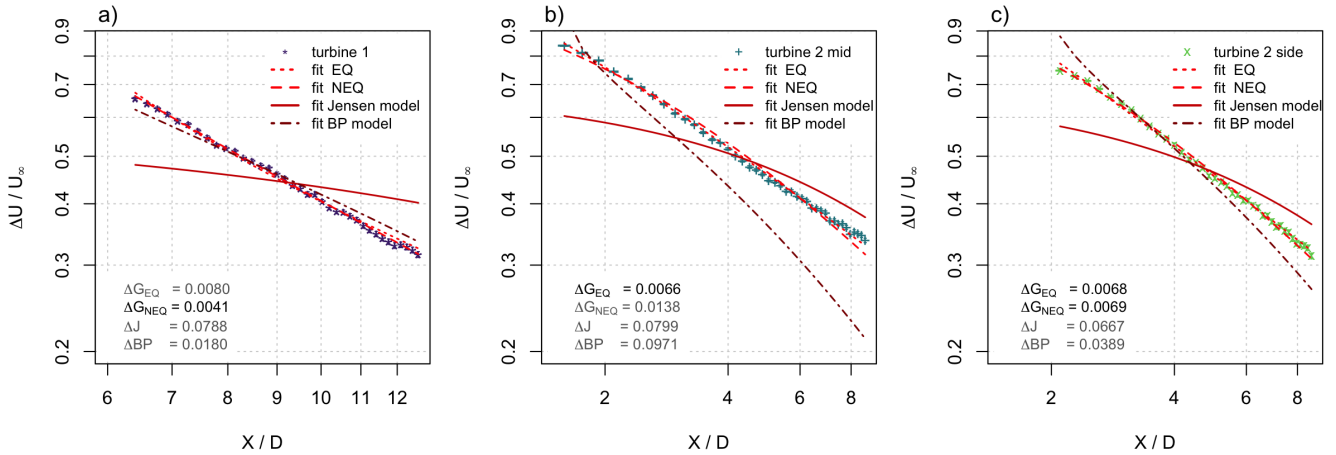 a)
0.9
0.7
0.5
0.4
0.3
0.2
ΔU / U∞
turbine 1
fit EQ
fit NEQ
fit Jensen model
fit BP model
ΔG_EQ = 0.0080
ΔG_NEQ = 0.0041
ΔJ = 0.0788
ΔBP = 0.0180
6 7 8 9 10 11 12
X / D
b)
0.9
0.7
0.5
0.4
0.3
0.2
ΔU / U∞
turbine 2 mid
fit EQ
fit NEQ
fit Jensen model
fit BP model
ΔG_EQ = 0.0066
ΔG_NEQ = 0.0138
ΔJ = 0.0799
ΔBP = 0.0971
2 4 6 8
X / D
c)
0.9
0.7
0.5
0.4
0.3
0.2
ΔU / U∞
turbine 2 side
fit EQ
fit NEQ
fit Jensen model
fit BP model
ΔG_EQ = 0.0068
ΔG_NEQ = 0.0069
ΔJ = 0.0667
ΔBP = 0.0389
2 4 6 8
X / D